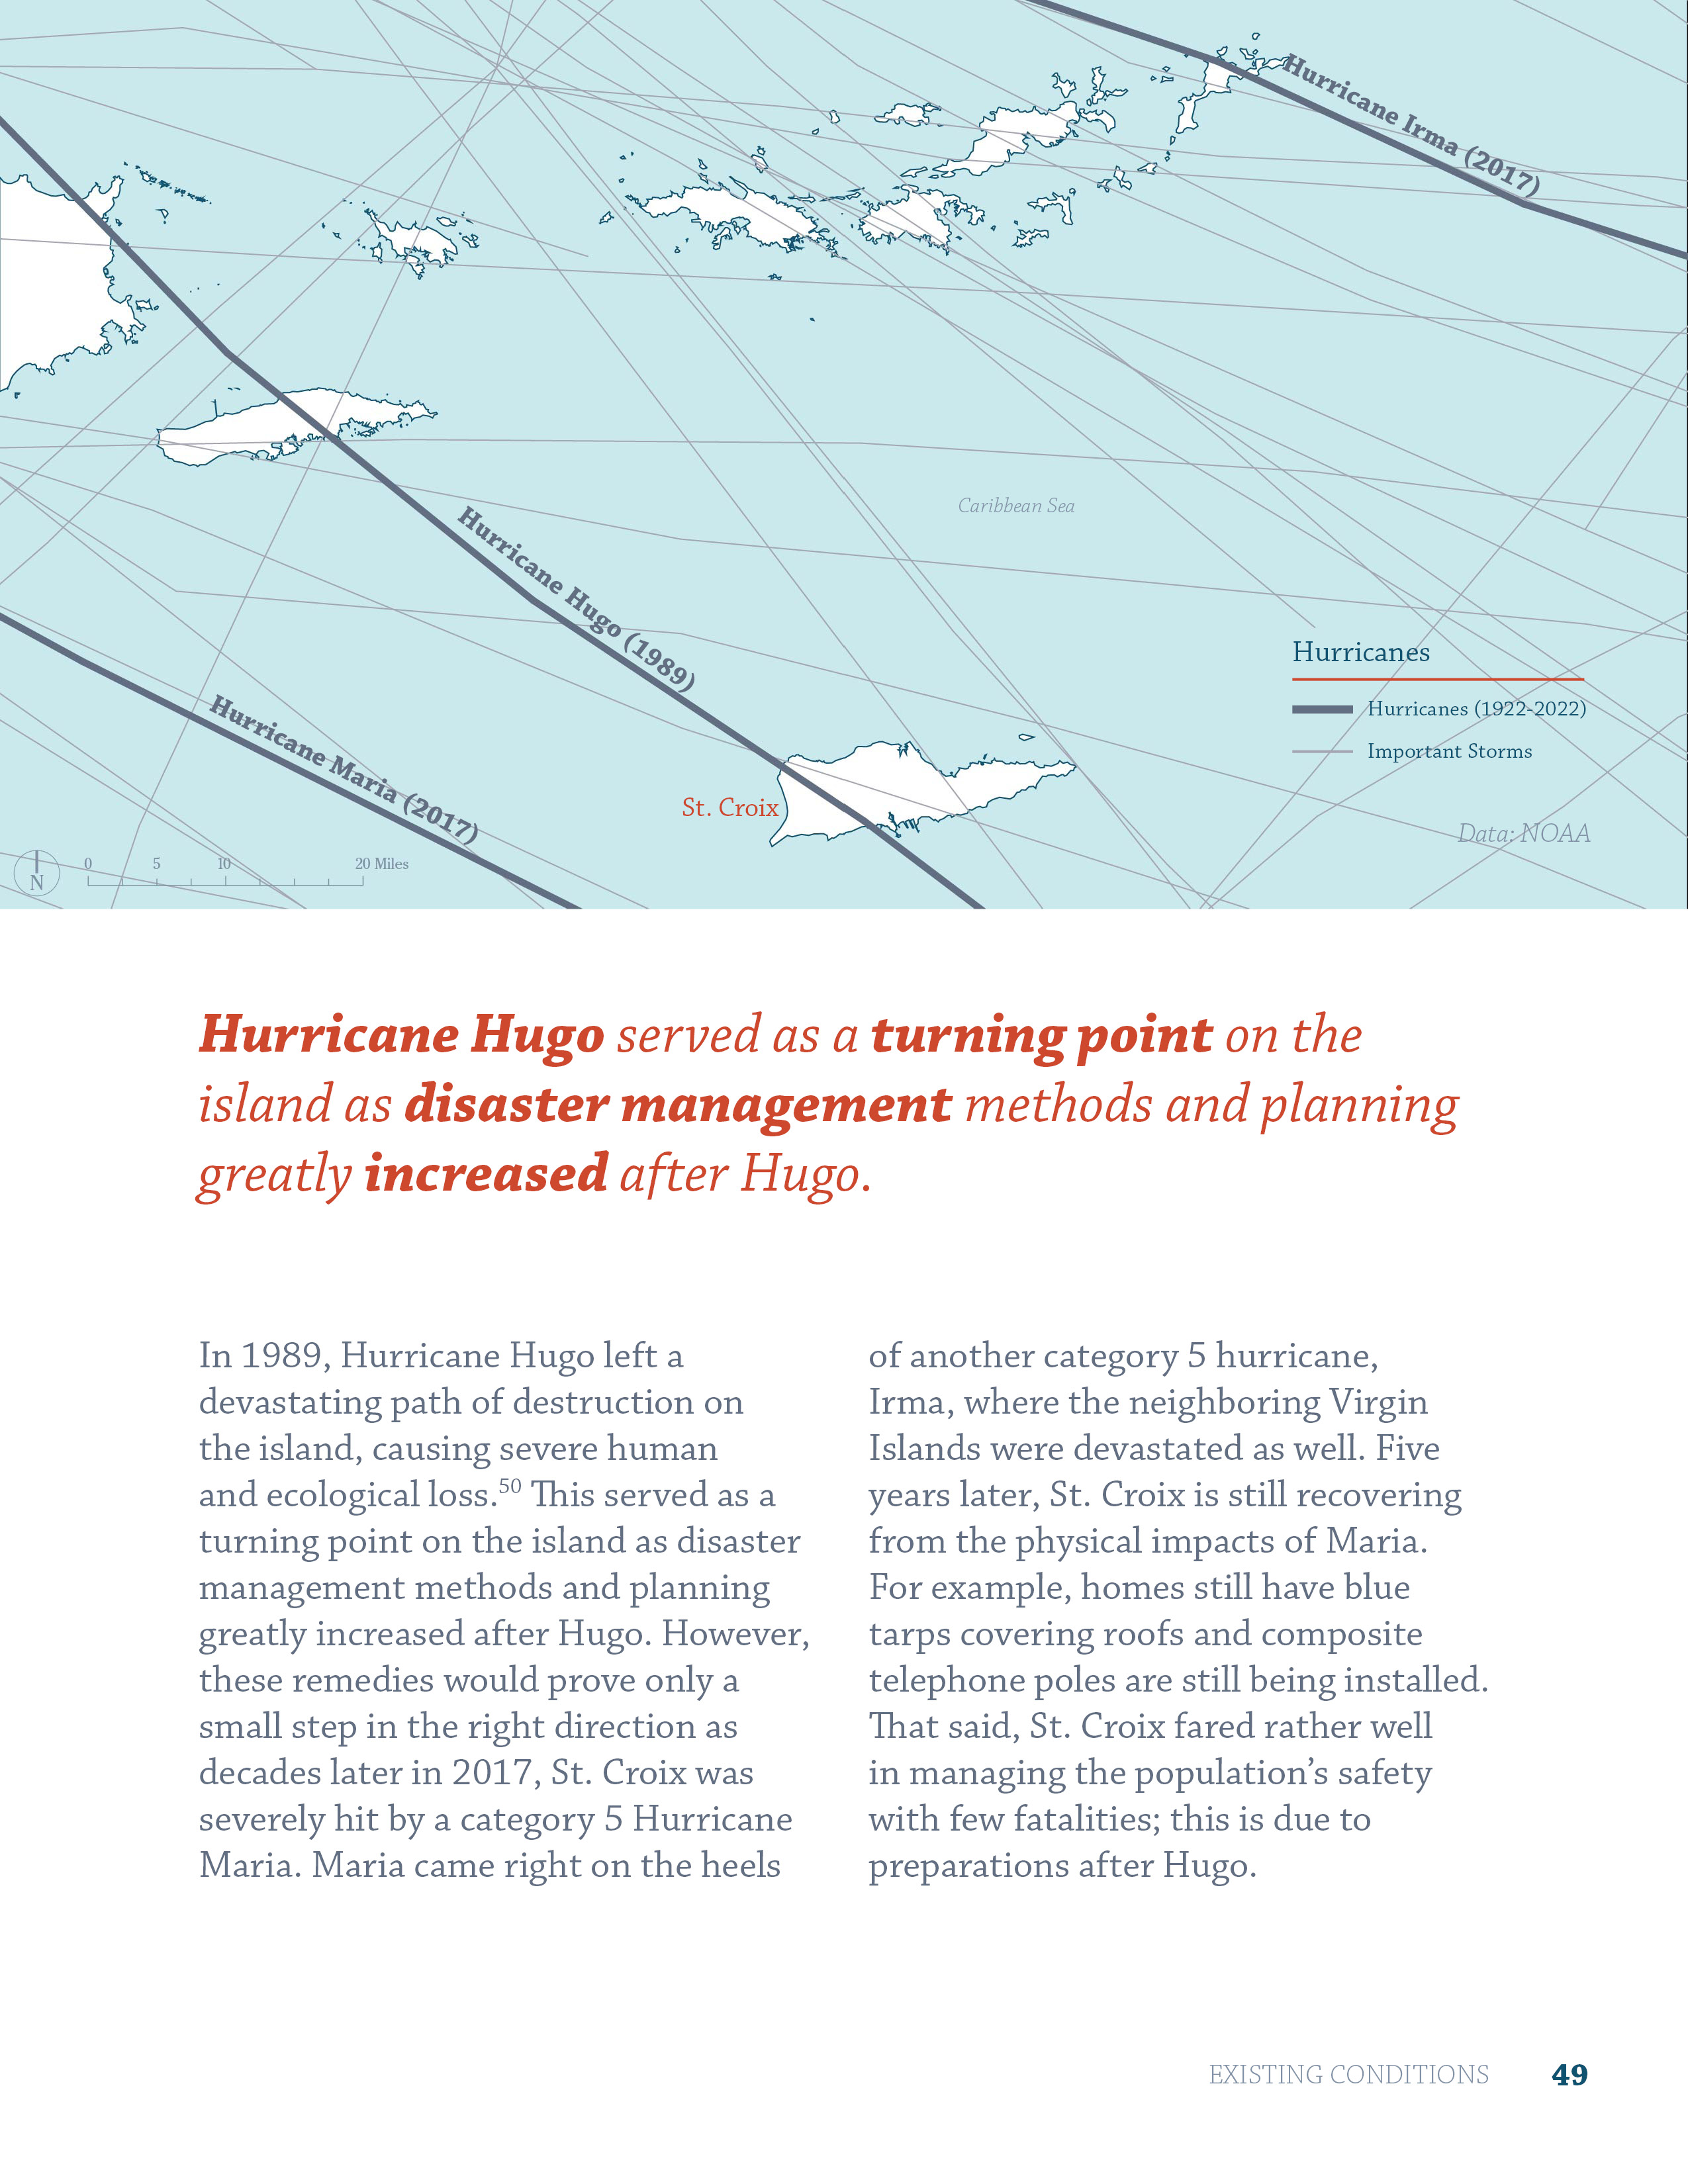 Hurricane Irma (2017)
Caribbean Sea
Hurricane Hugo (1989)
Hurricanes
Hurricanes (1922-2022)
Important Storms
Hurricane Maria (2017)
St. Croix
Data: NOAA
0 5 10 20 Miles
N
Hurricane Hugo served as a turning point on the
island as disaster management methods and planning
greatly increased after Hugo.
In 1989, Hurricane Hugo left a
devastating path of destruction on
the island, causing severe human
and ecological loss.50 This served as a
turning point on the island as disaster
management methods and planning
greatly increased after Hugo. However,
these remedies would prove only a
small step in the right direction as
decades later in 2017, St. Croix was
severely hit by a category 5 Hurricane
Maria. Maria came right on the heels
of another category 5 hurricane,
Irma, where the neighboring Virgin
Islands were devastated as well. Five
years later, St. Croix is still recovering
from the physical impacts of Maria.
For example, homes still have blue
tarps covering roofs and composite
telephone poles are still being installed.
That said, St. Croix fared rather well
in managing the population’s safety
with few fatalities; this is due to
preparations after Hugo.
EXISTING CONDITIONS 49